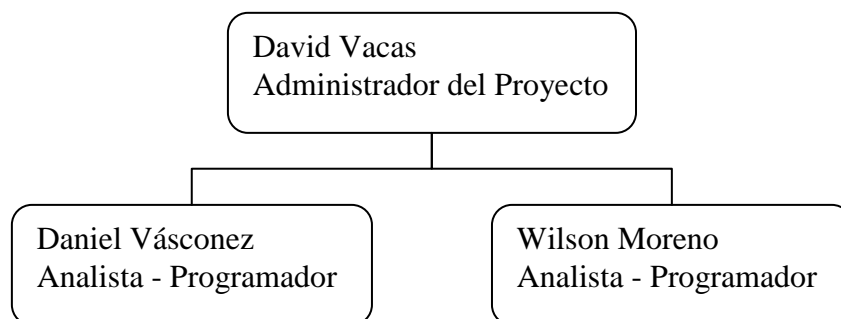 David Vacas
Administrador del Proyecto
Daniel Vásconez
Analista - Programador
Wilson Moreno
Analista - Programador